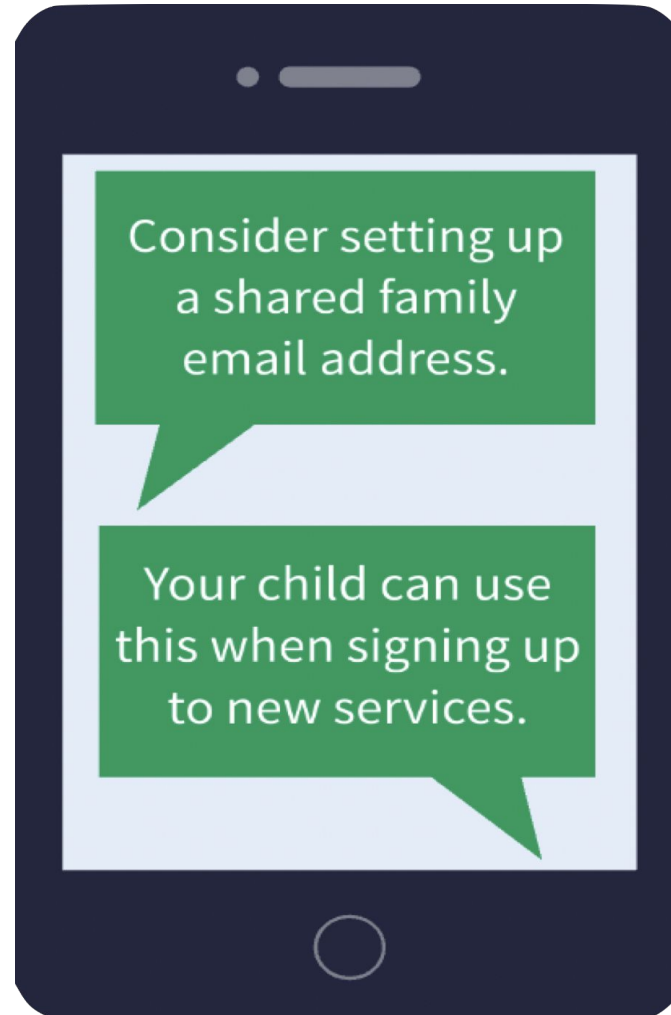 Consider setting up
a shared family
email address.
Your child can use
this when signing up
to new services.